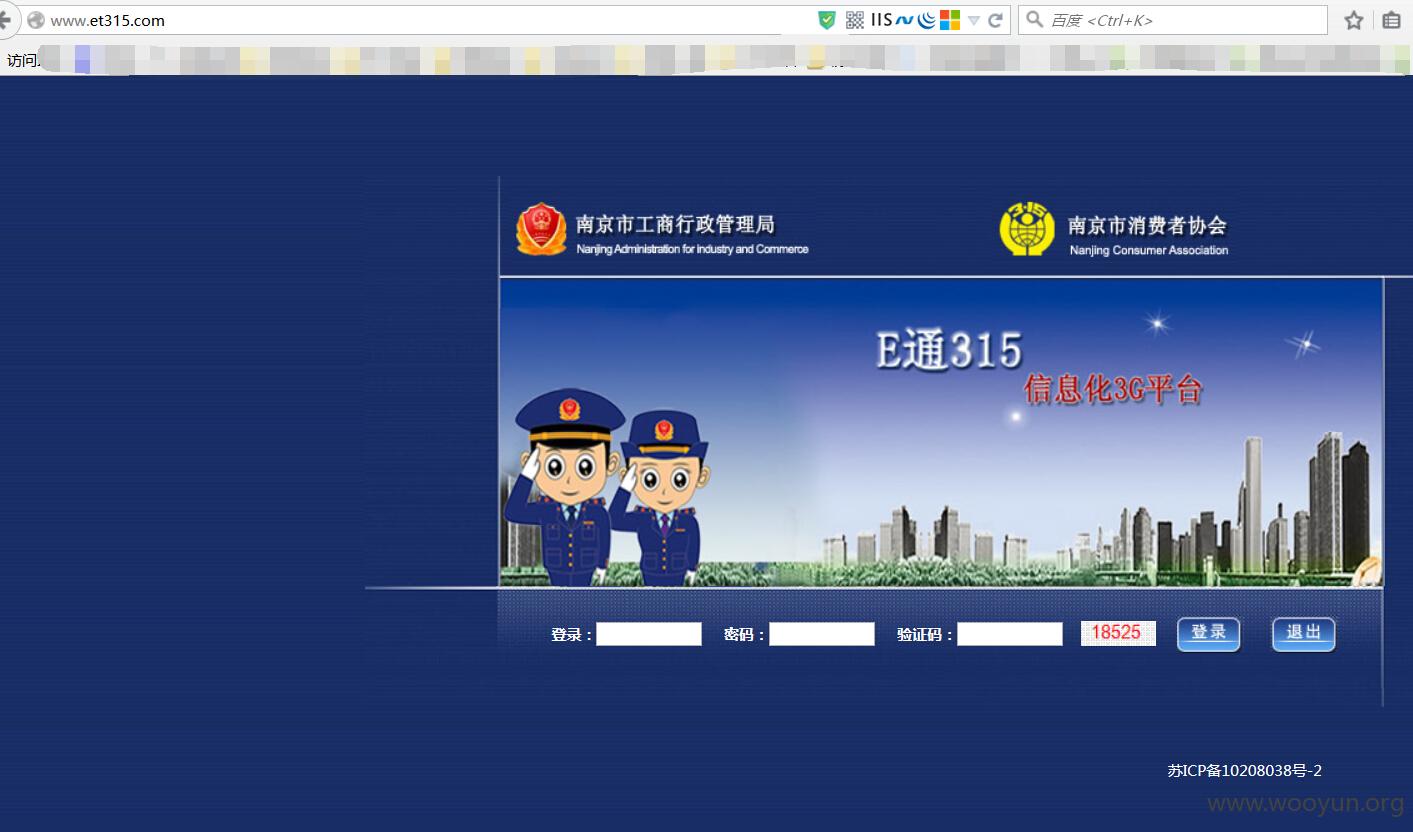 www.et315.com
IIS
百度 <Ctrl+K>
访问
南京市工商行政管理局
Nanjing Administration for Industry and Commerce
南京市消费者协会
Nanjing Consumer Association
E通315
信息化3G平台
登录：
密码：
验证码：
18525
登 录
退 出
苏ICP备10208038号-2
www.wooyun.org